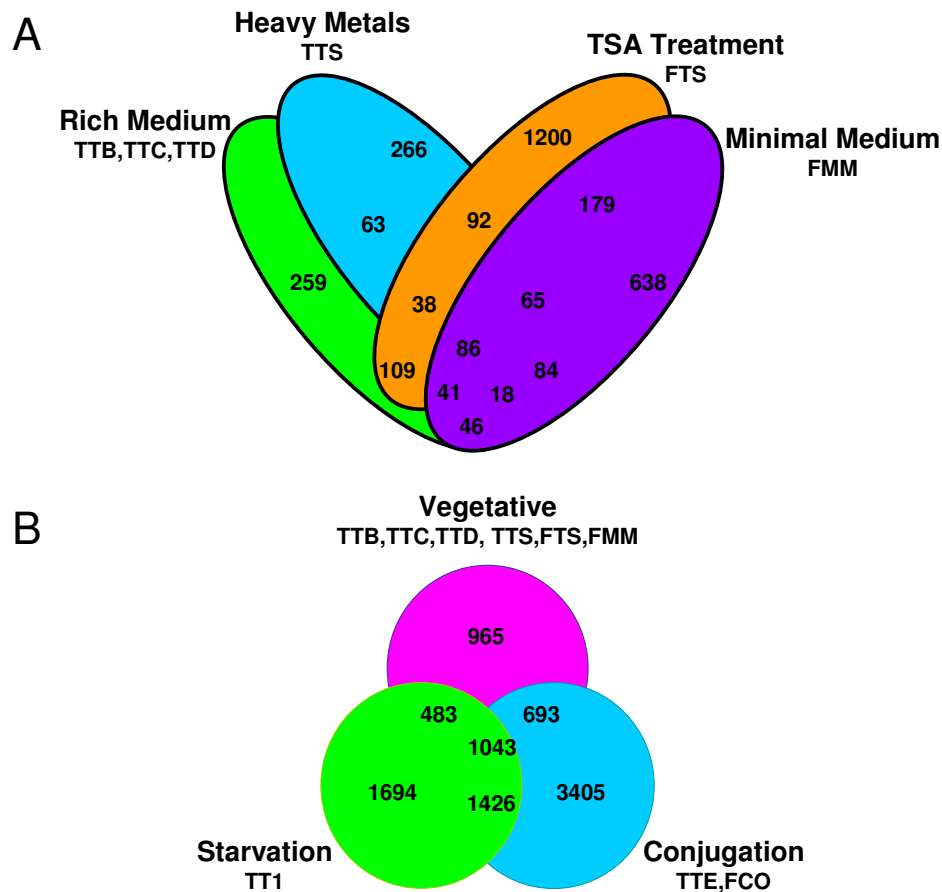 A
Heavy Metals
TTS
TSA Treatment
FTS
Rich Medium
TTB,TTC,TTD
Minimal Medium
FMM
266
1200
63
92
179
259
38
65
638
86
109
84
41
18
46
B
Vegetative
TTB,TTC,TTD, TTS,FTS,FMM
965
483
693
1043
1694
1426
3405
Starvation
TT1
Conjugation
TTE,FCO